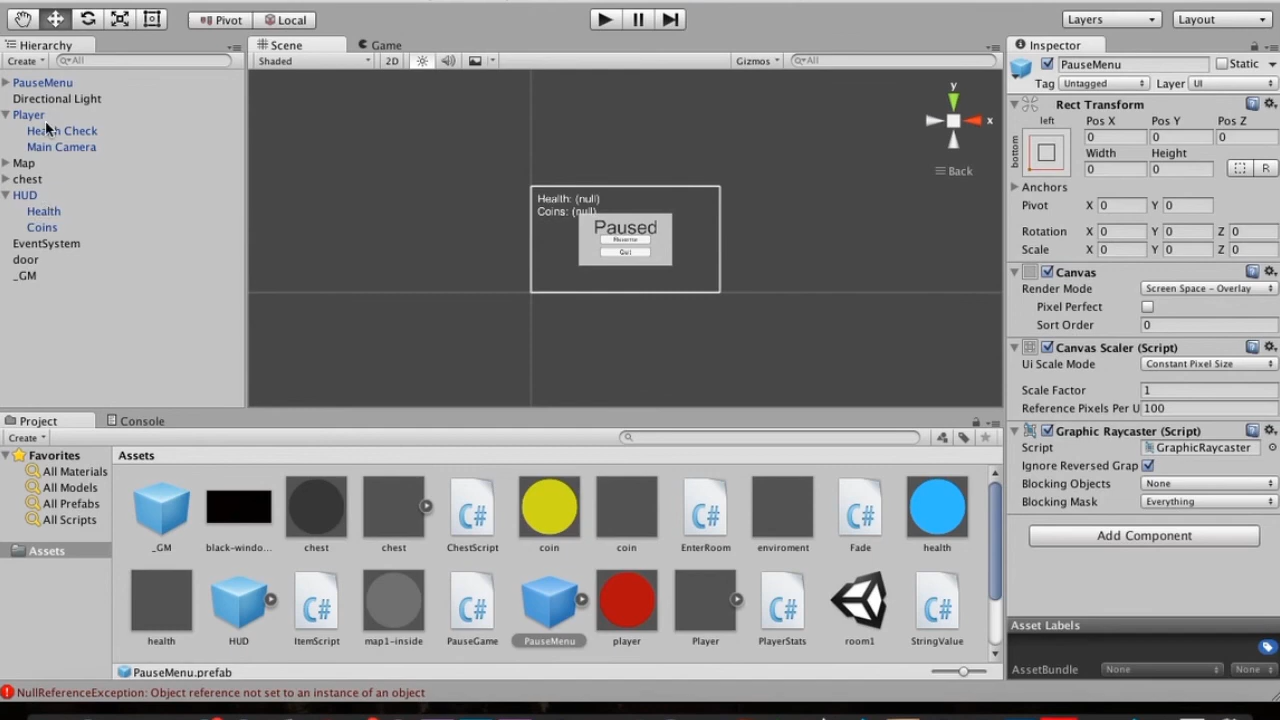 Pivot
Local
Layers
Layout
Hierarchy
Create
All
PauseMenu
Directional Light
Player
Health Check
Main Camera
Map
chest
HUD
Health
Coins
EventSystem
door
_GM
Scene
Game
Shaded
2D
Gizmos
All
y
x
Back
Health: (null)
Coins: (null)
Paused
Resume
Quit
Inspector
PauseMenu
Static
Tag
Untagged
Layer
UI
Rect Transform
left
bottom
Pos X
Pos Y
Pos Z
0
0
0
Width
Height
0
0
R
Anchors
Pivot X 0 Y 0
Rotation X 0 Y 0 Z 0
Scale X 0 Y 0 Z 0
Canvas
Render Mode
Screen Space - Overlay
Pixel Perfect
Sort Order
0
Canvas Scaler (Script)
Ui Scale Mode
Constant Pixel Size
Scale Factor
1
Reference Pixels Per U
100
Graphic Raycaster (Script)
Script
GraphicRaycaster
Ignore Reversed Grap
Blocking Objects
None
Blocking Mask
Everything
Add Component
Asset Labels
AssetBundle
None
None
Project
Console
Create
Favorites
All Materials
All Models
All Prefabs
All Scripts
Assets
Assets
_GM
black-windo...
chest
chest
C#
ChestScript
coin
coin
C#
EnterRoom
enviroment
C#
Fade
health
health
HUD
C#
ItemScript
map1-inside
C#
PauseGame
PauseMenu
player
Player
C#
PlayerStats
room1
C#
StringValue
PauseMenu.prefab
NullReferenceException: Object reference not set to an instance of an object